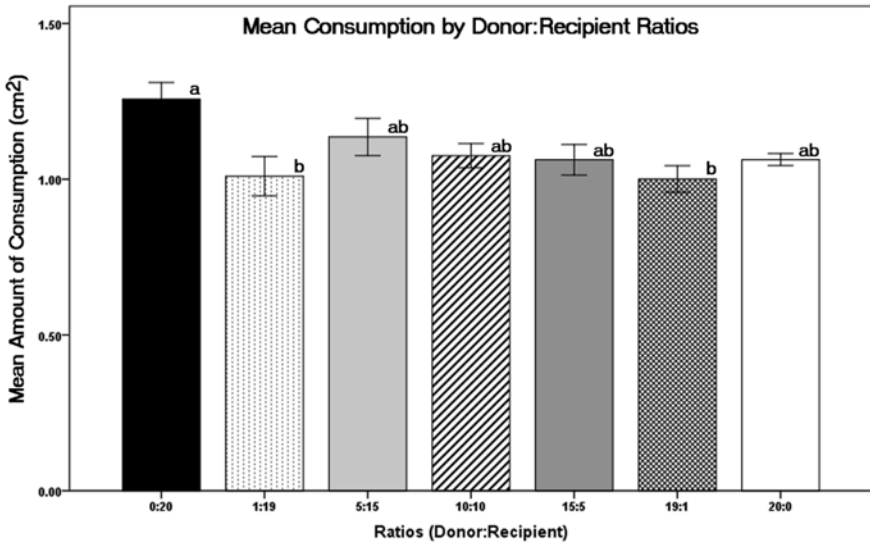 Mean Consumption by Donor:Recipient Ratios
Mean Amount of Consumption (cm2)
1.50
1.00
0.50
0.00
a
b
ab
ab
ab
b
ab
0:20
1:19
5:15
10:10
15:5
19:1
20:0
Ratios (Donor:Recipient)